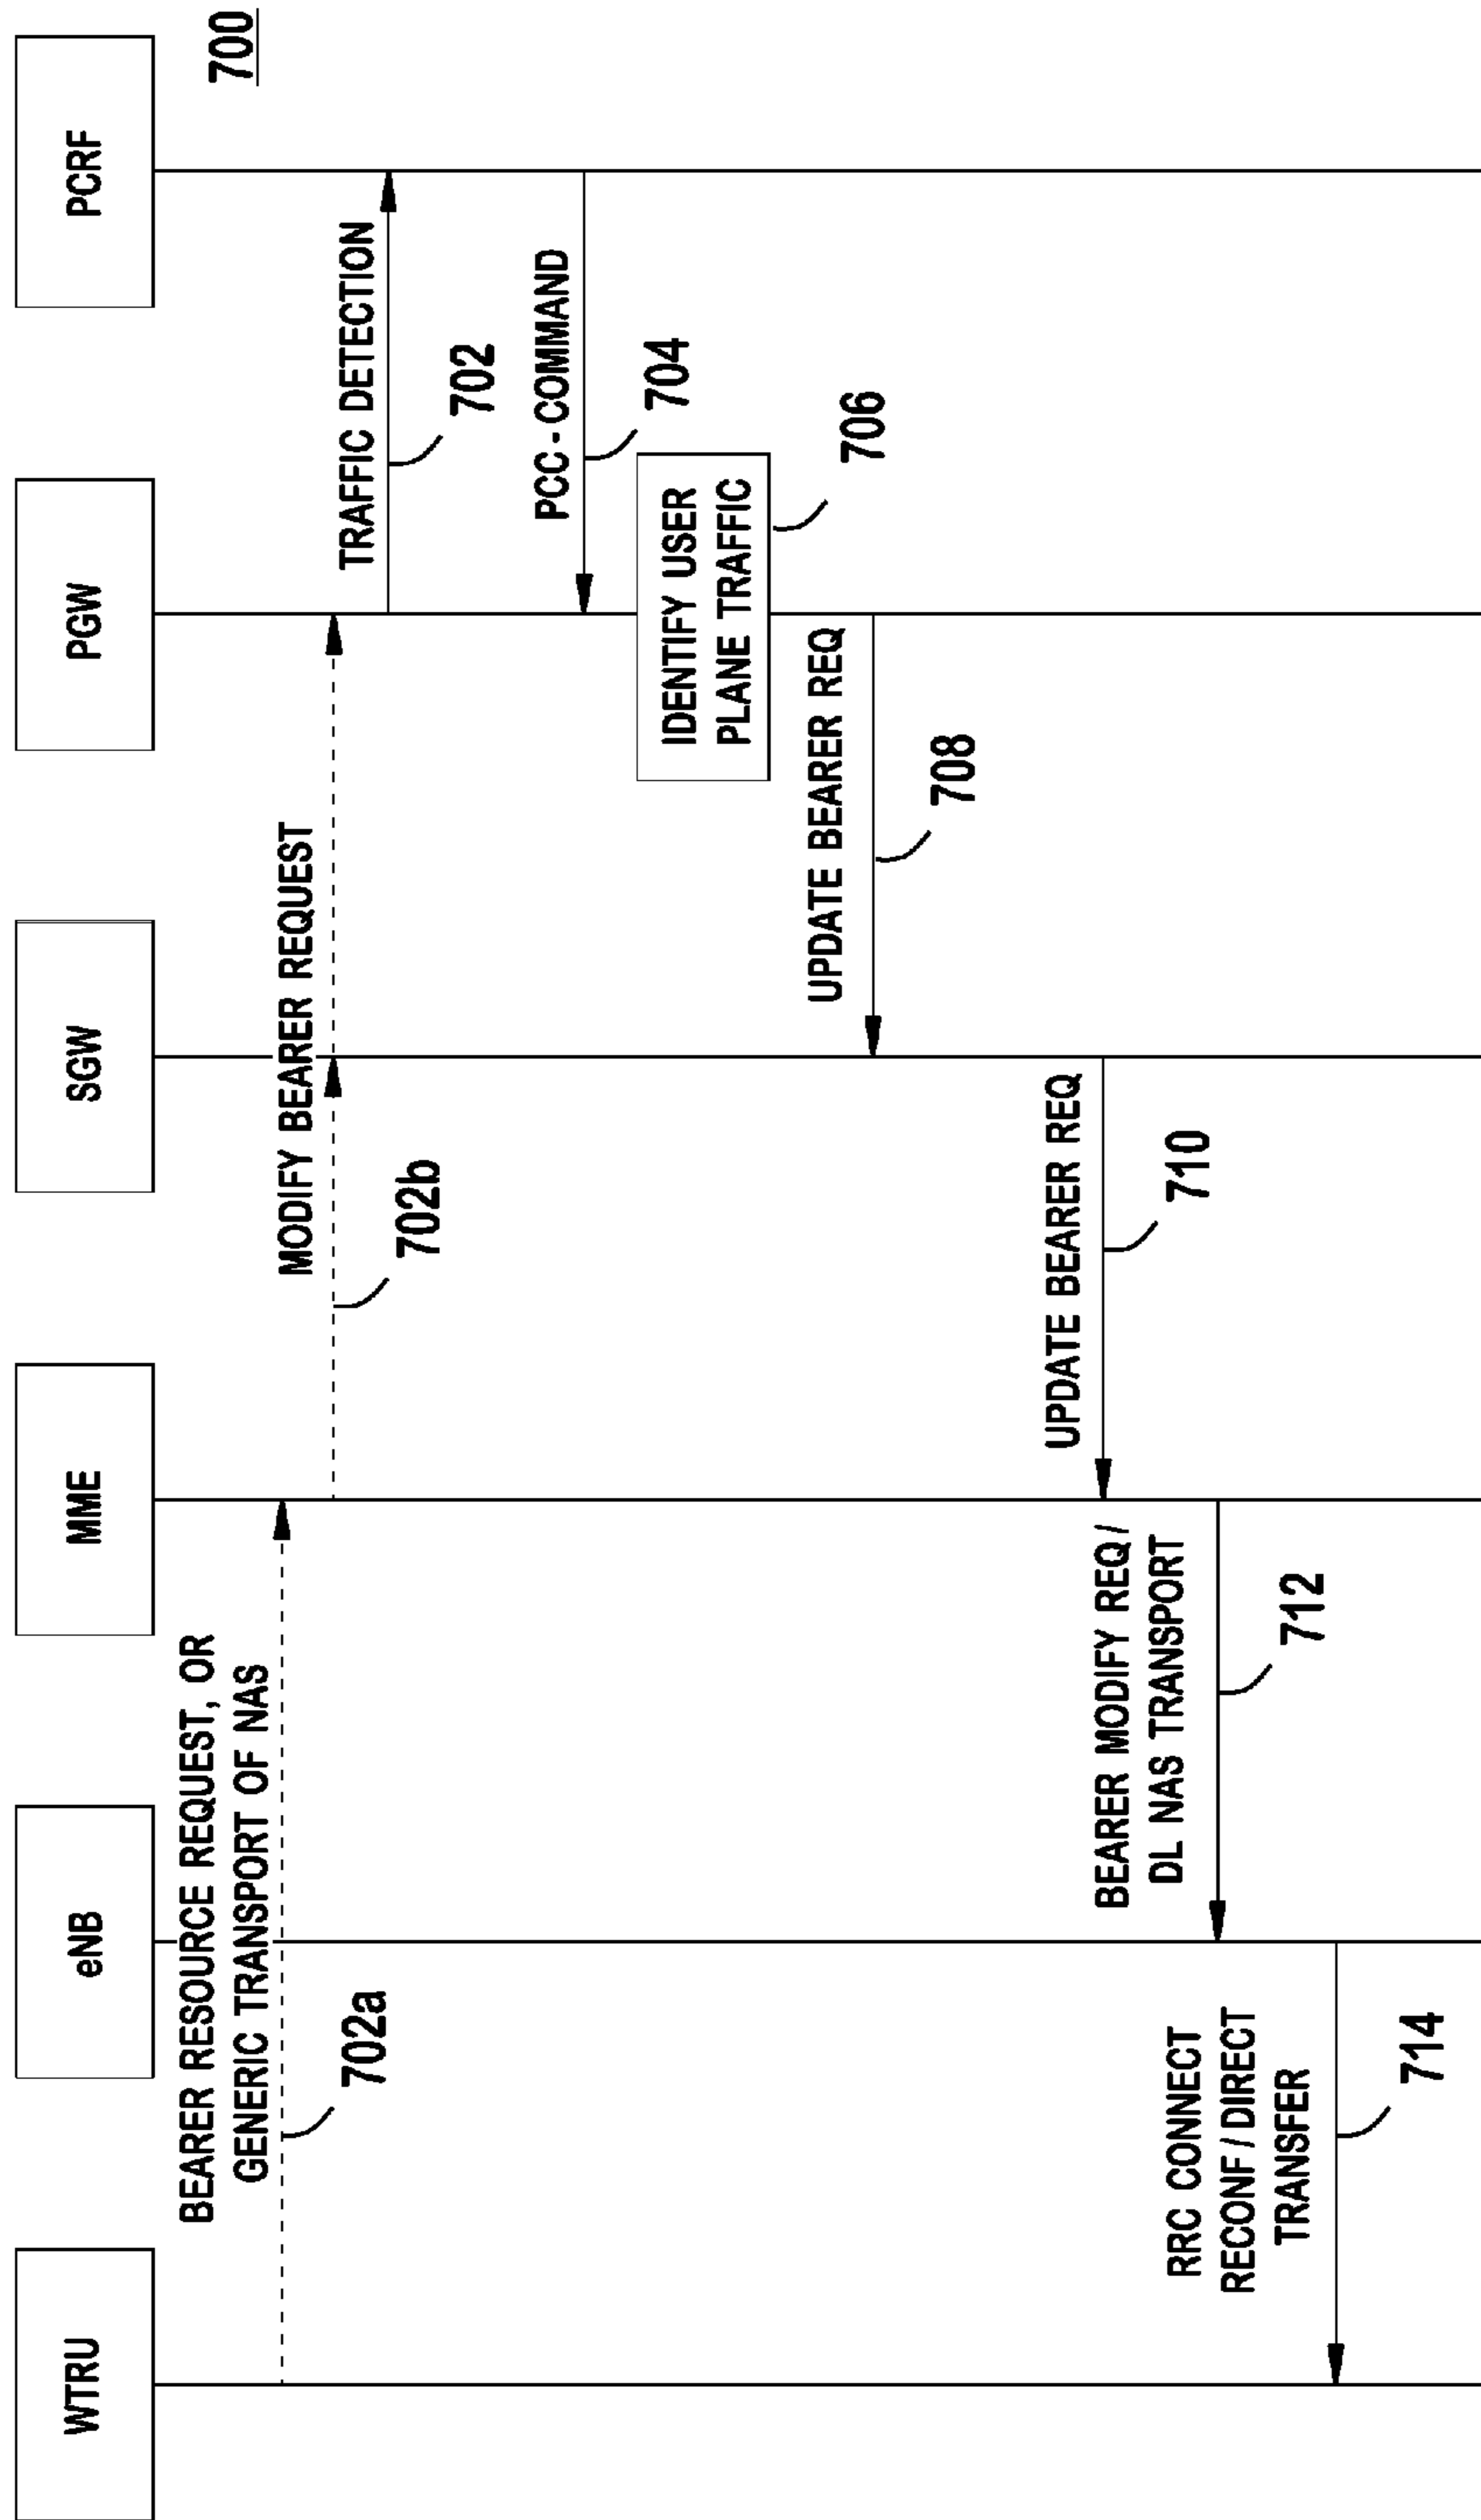 700
WTRU
eNB
MME
SGW
PGW
PCRF
BEARER RESOURCE REQUEST, OR
GENERIC TRANSPORT OF NAS
702a
MODIFY BEARER REQUEST
702b
TRAFFIC DETECTION
702
PCC-COMMAND
704
IDENTIFY USER
PLANE TRAFFIC
706
UPDATE BEARER REQ
708
UPDATE BEARER REQ
710
BEARER MODIFY REQ/
DL NAS TRANSPORT
712
RRC CONNECT
RECONF/DIRECT
TRANSFER
714